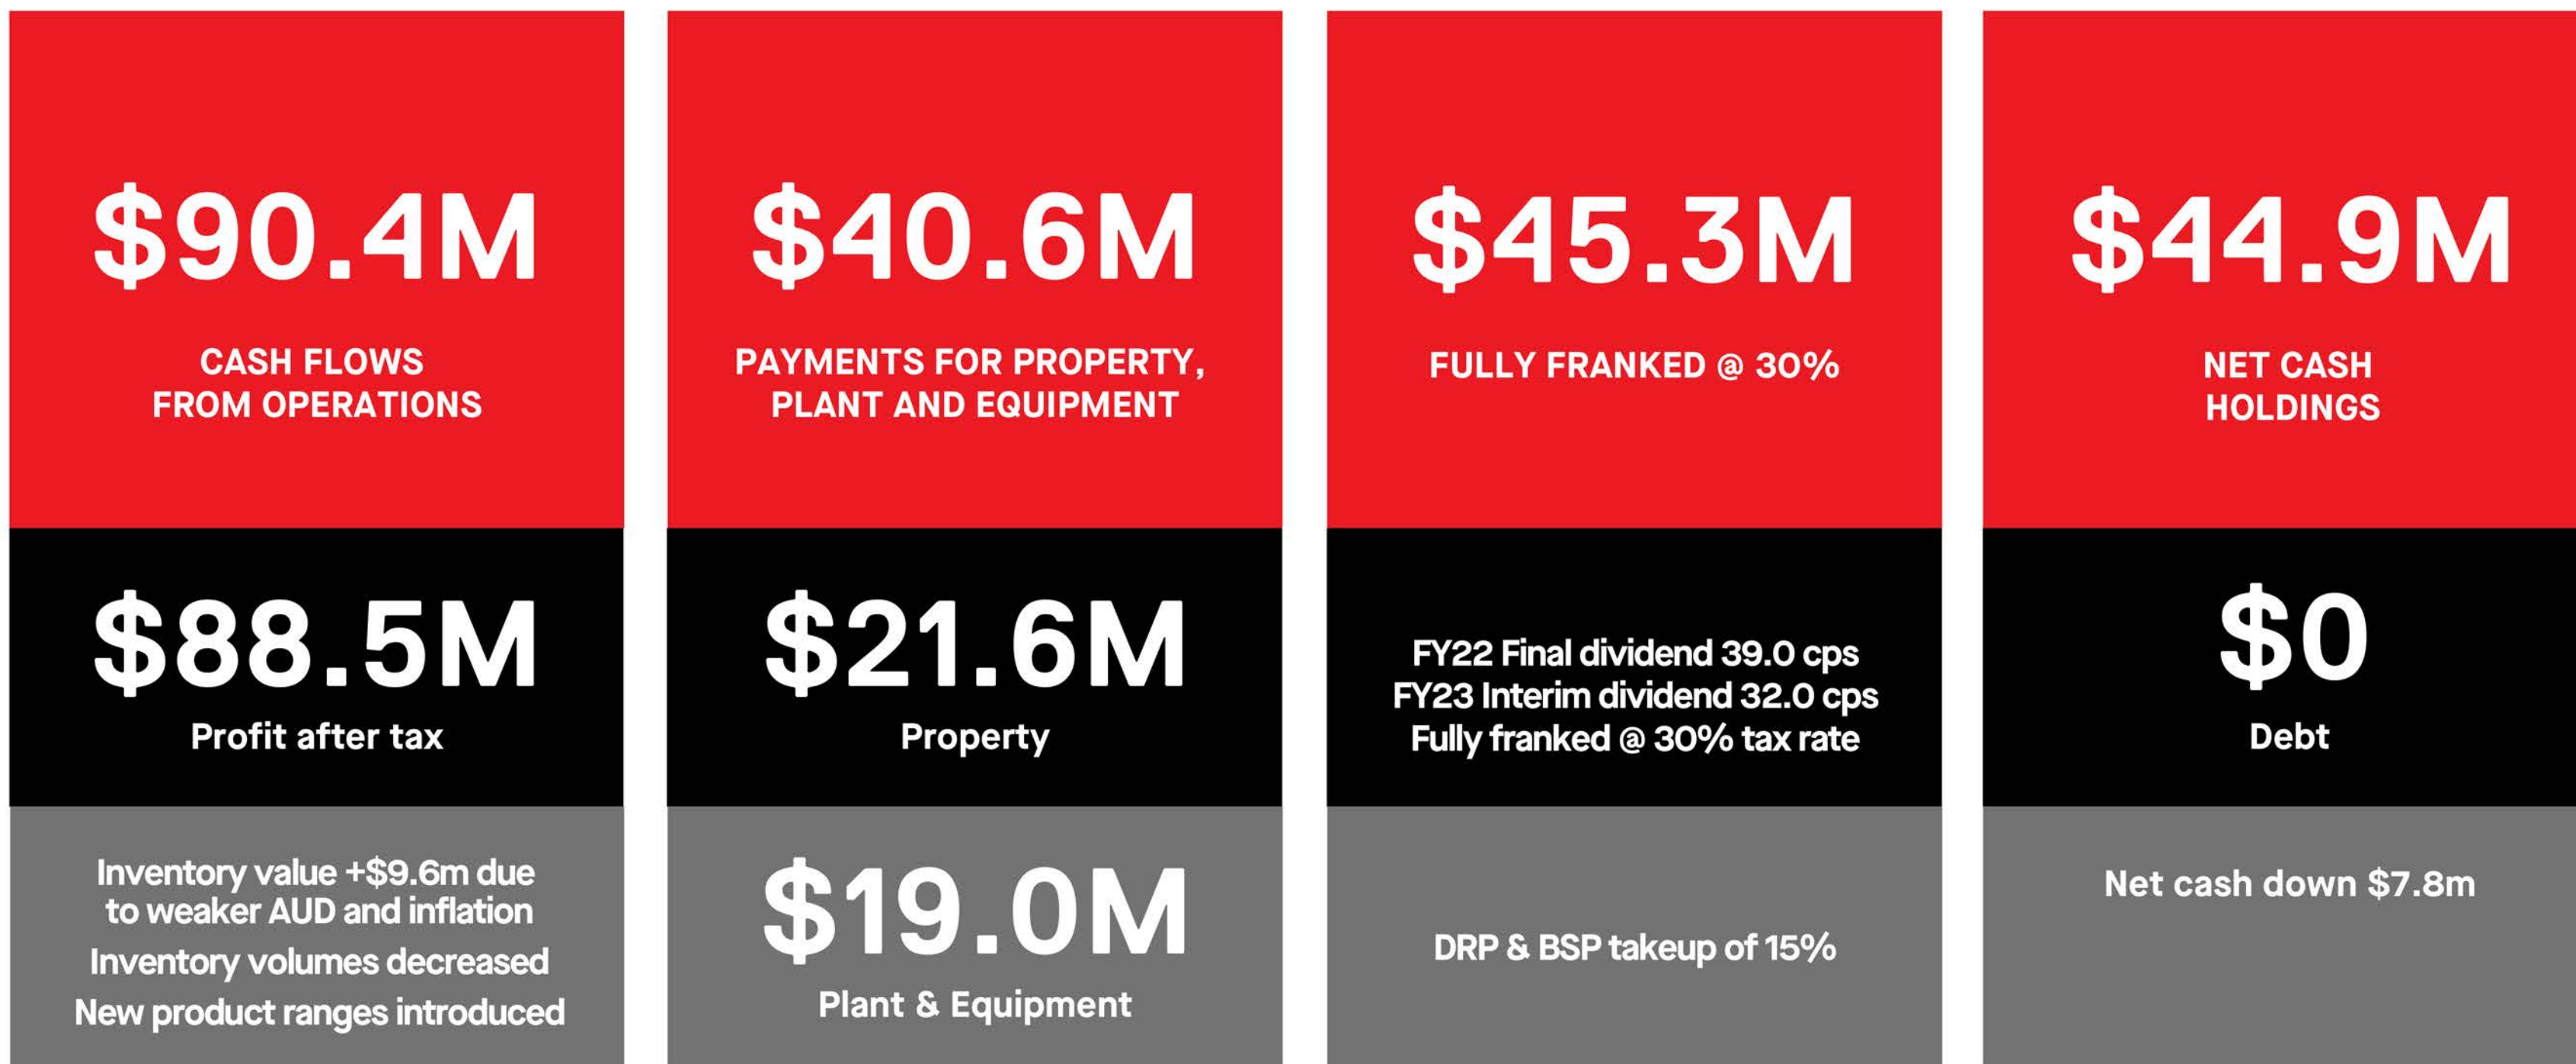 $90.4M
CASH FLOWS
FROM OPERATIONS
$88.5M
Profit after tax
Inventory value +$9.6m due
to weaker AUD and inflation
Inventory volumes decreased
New product ranges introduced
$40.6M
PAYMENTS FOR PROPERTY,
PLANT AND EQUIPMENT
$21.6M
Property
$19.0M
Plant & Equipment
$45.3M
FULLY FRANKED @ 30%
FY22 Final dividend 39.0 cps
FY23 Interim dividend 32.0 cps
Fully franked @ 30% tax rate
DRP & BSP takeup of 15%
$44.9M
NET CASH
HOLDINGS
$0
Debt
Net cash down $7.8m